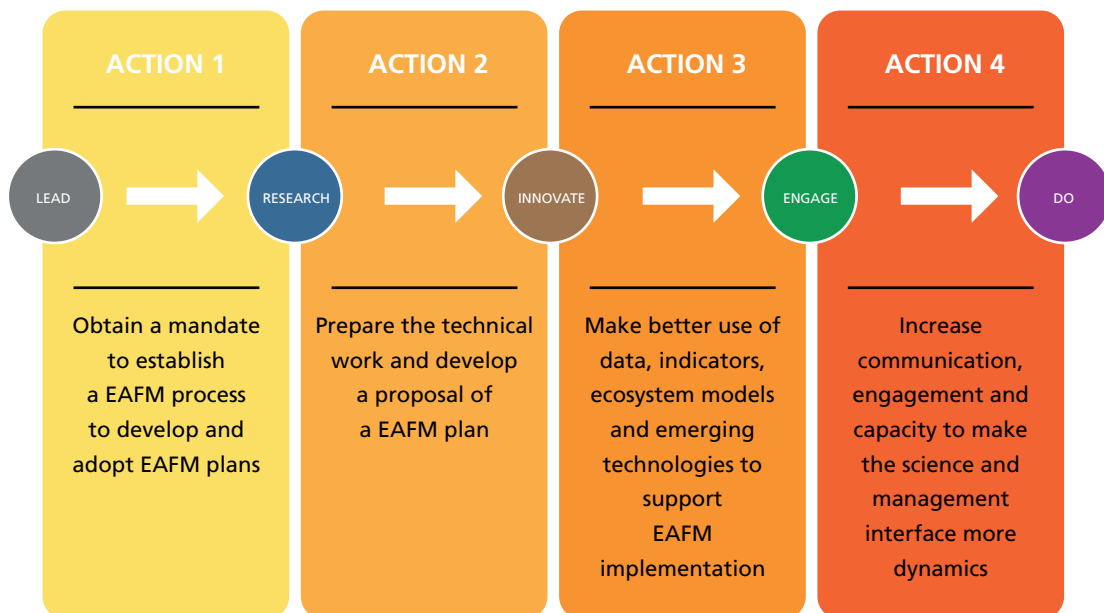 ACTION 1
ACTION 2
ACTION 3
ACTION 4
LEAD
RESEARCH
INNOVATE
ENGAGE
DO
Obtain a mandate
to establish
a EAFM process
to develop and
adopt EAFM plans
Prepare the technical
work and develop
a proposal of
a EAFM plan
Make better use of
data, indicators,
ecosystem models
and emerging
technologies to
support
EAFM
implementation
Increase
communication,
engagement and
capacity to make
the science and
management
interface more
dynamics